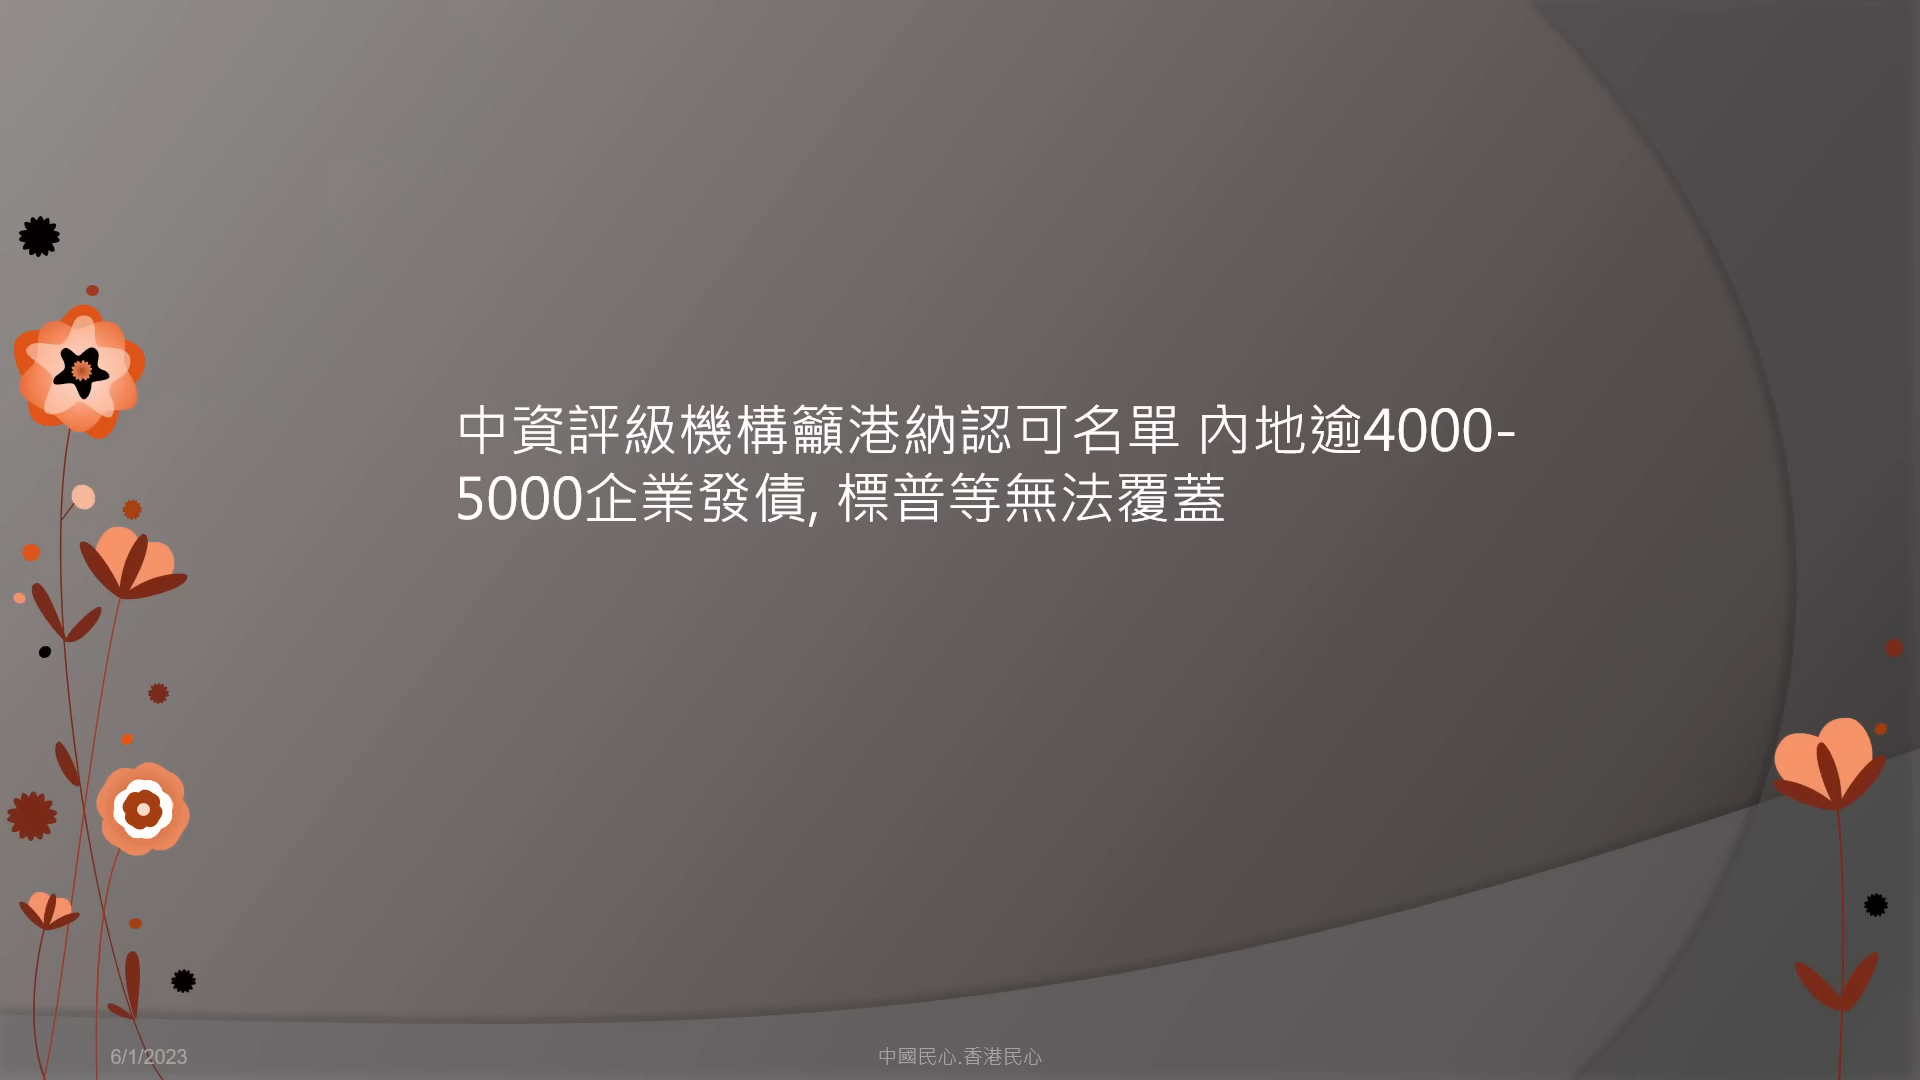 中資評級機構籲港納認可名單 內地逾4000-
5000企業發債, 標普等無法覆蓋
6/1/2023
中國民心.香港民心